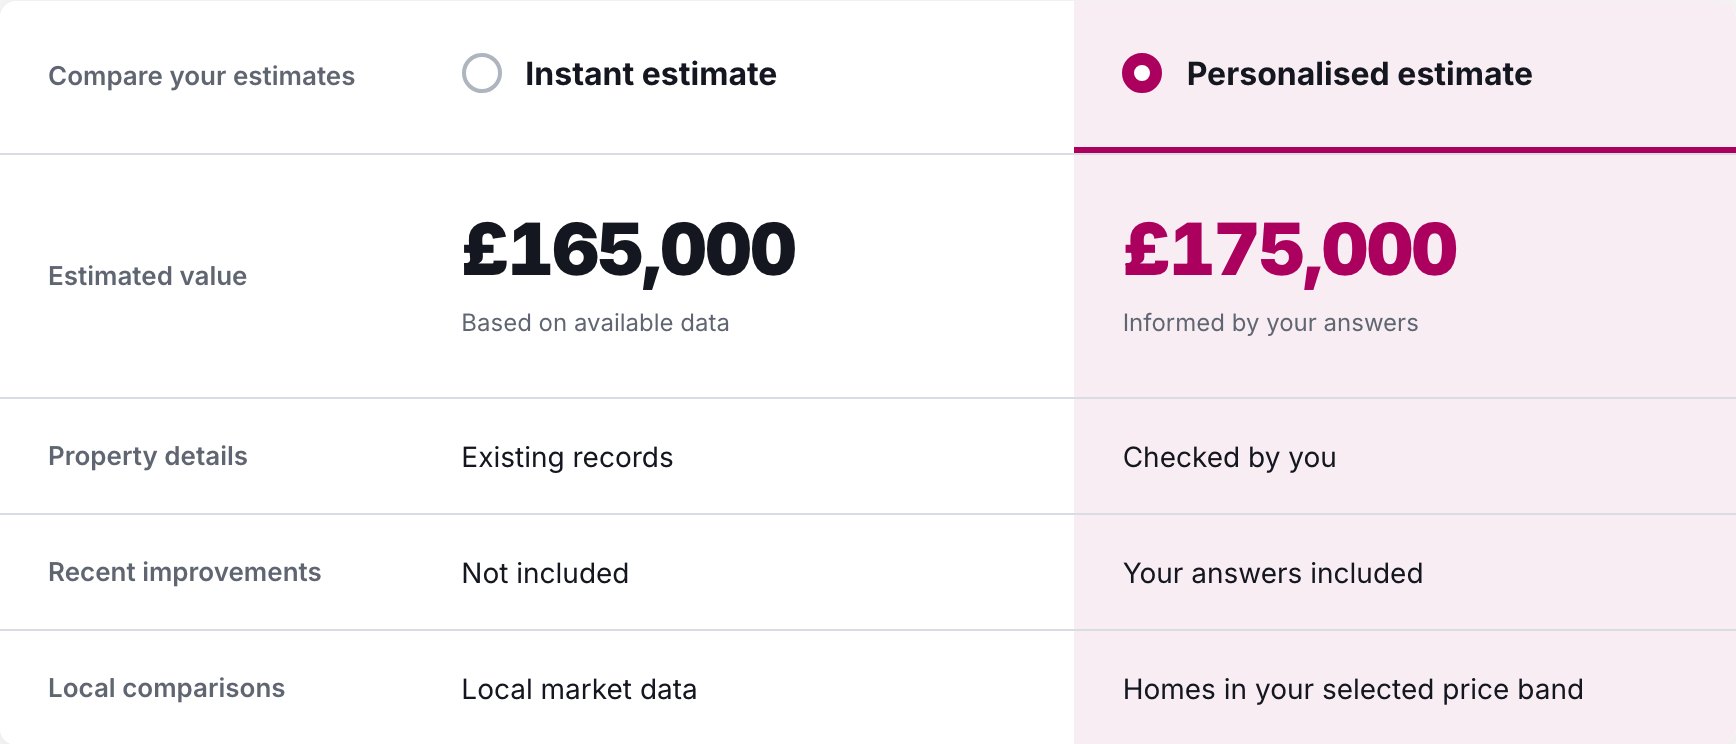 Compare your estimates
Instant estimate
Personalised estimate
Estimated value
£165,000
Based on available data
£175,000
Informed by your answers
Property details
Existing records
Checked by you
Recent improvements
Not included
Your answers included
Local comparisons
Local market data
Homes in your selected price band